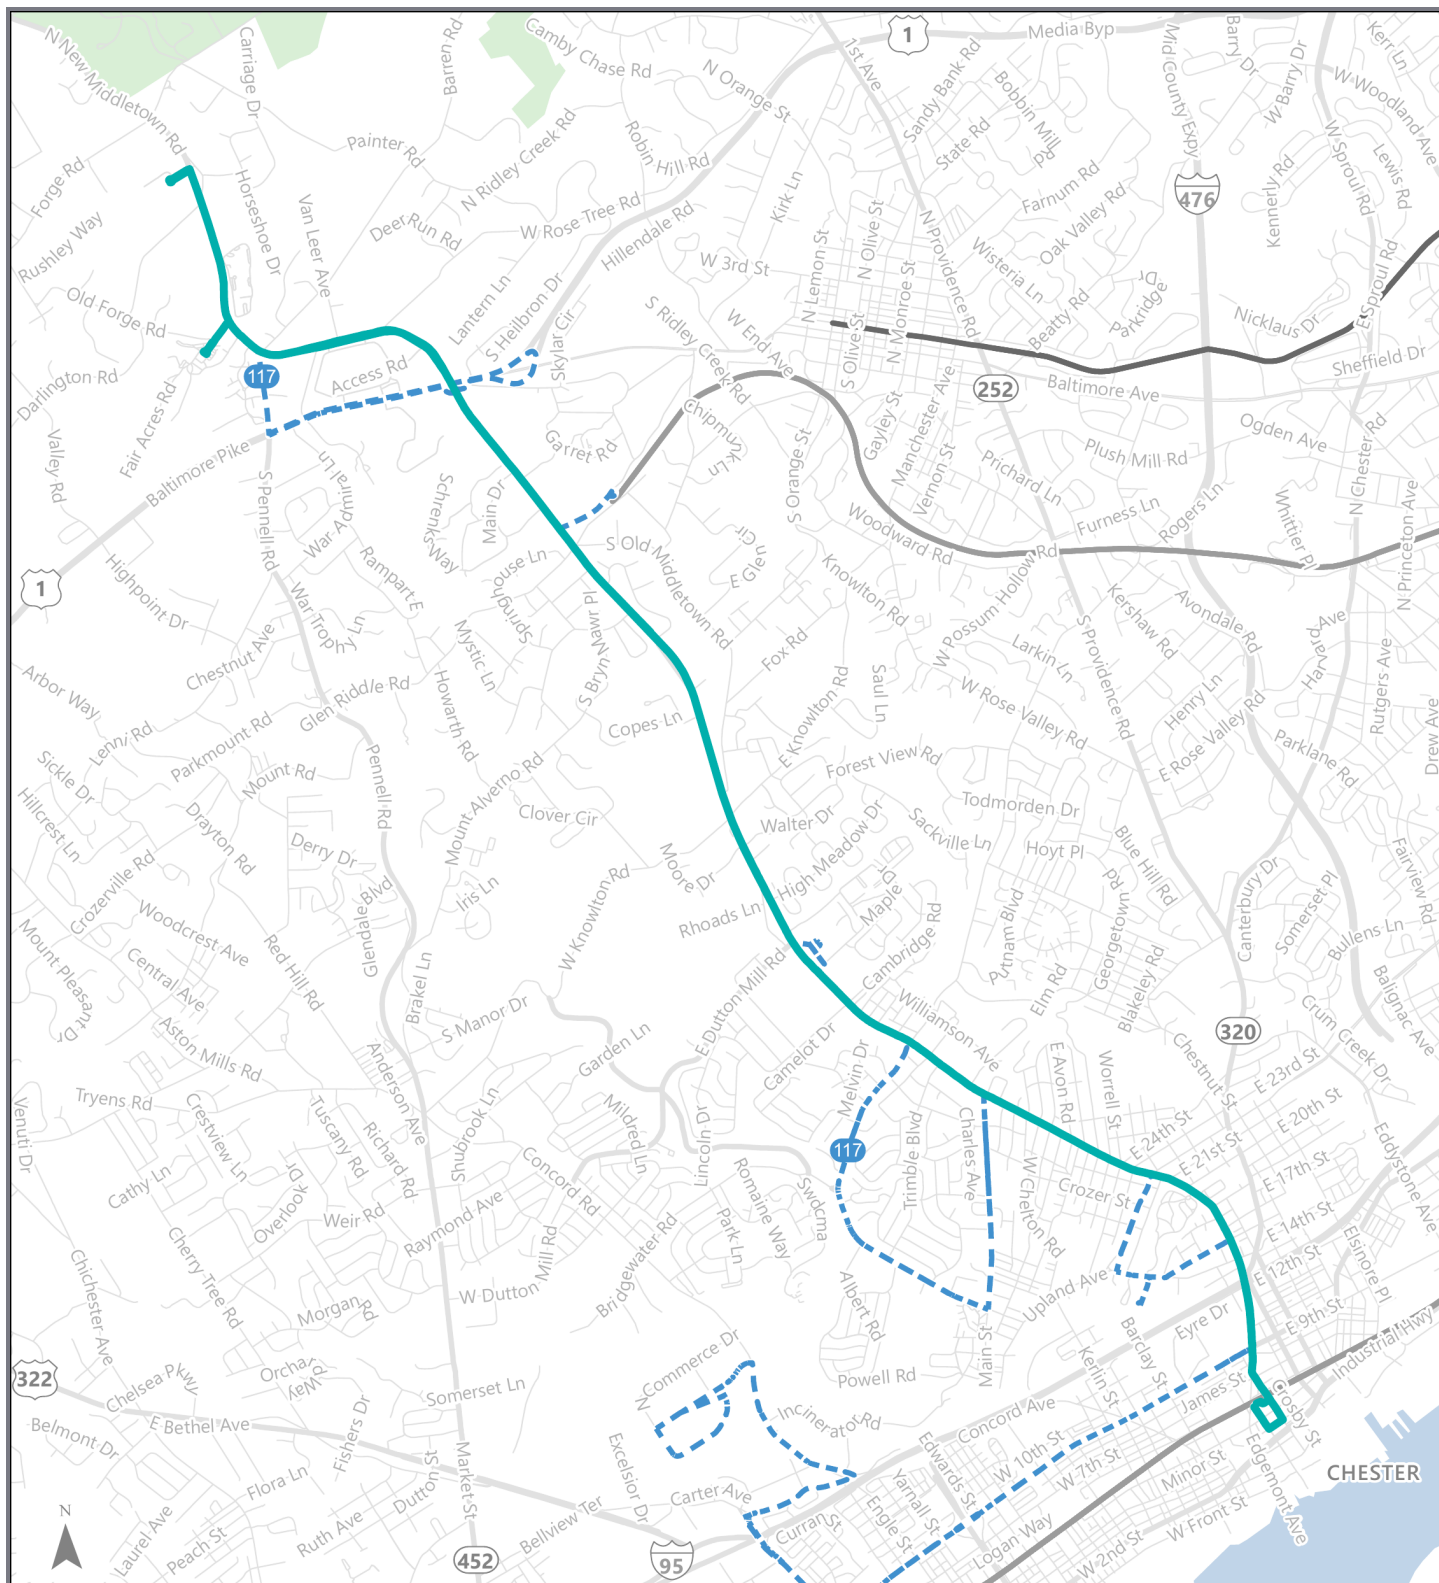 N New Middletown Rd
Carriage Dr
Barren Rd
Camby Chase Rd
1
Media Byp
Mid County Expy
Barry Dr
W Barry Dr
Kerr Ln
W Woodland Ave
N Orange St
1st Ave
Sandy Bank Rd
Bobbin Mill Rd
State Rd
Painter Rd
N Ridley Creek Rd
Robin Hill Rd
W Sproul Rd
Lewis Rd
Forge Rd
Horseshoe Dr
Van Leer Ave
Deer Run Rd
W Rose Tree Rd
Hillendale Rd
Kirk Ln
Farnum Rd
Oak Valley Rd
476
Kennerly Rd
Rushley Way
N Olive St
N Lemon St
N Providence Rd
Wisteria Ln
W 3rd St
Parkridge Dr
E Sproul Rd
Old Forge Rd
Lantern Ln
S Heilbron Dr
Skylar Cir
S Ridley Creek Rd
W End Ave
N Monroe St
S Olive St
Beatty Rd
Nicklaus Dr
Sheffield Dr
Darlington Rd
117
Access Rd
252
Baltimore Ave
Fair Acres Rd
Baltimore Pike
Valley Rd
Garret Rd
Chipmunk Ln
S Orange St
Gayley St
Manchester Ave
Vernon St
Prichard Ln
Plush Mill Rd
Ogden Ave
N Chester Rd
S Pennell Rd
Admiral Ln
War Admiral Ln
Schrenks Way
Main Dr
Woodward Rd
Furness Ln
Rogers Ln
Whittier Pl
N Princeton Ave
1
Highpoint Dr
Rampart E
Springhouse Ln
S Old Middletown Rd
E Glen Cir
Knowlton Rd
W Possum Hollow Rd
Kershaw Rd
Avondale Rd
War Trophy Ln
Chestnut Ave
Mystic Ln
S Bryn Mawr Pl
Fox Rd
Saul Ln
Larkin Ln
S Providence Rd
Harvard Ave
Rutgers Ave
Arbor Way
Glen Riddle Rd
Howarth Rd
Copes Ln
E Knowlton Rd
W Rose Valley Rd
Henry Ln
E Rose Valley Rd
Drew Ave
Lenni Rd
Parkmount Rd
Mount Rd
Pennell Rd
Mount Alverno Rd
Forest View Rd
Parklane Rd
Sickle Dr
Hillcrest Ln
Drayton Rd
Clover Cir
Walter Dr
High Meadow Dr
Sackville Ln
Todmorden Dr
Hoyt Pl
Blue Hill Rd
Derry Dr
Crozerville Rd
Glendale Blvd
Iris Ln
Moore Dr
Maple Dr
Canterbury Dr
Somerset Pl
Fairview Rd
Woodcrest Ave
Rhoads Ln
W Knowlton Rd
Cambridge Rd
Putnam Blvd
Georgetown Rd
Bullens Ln
Mount Pleasant Dr
Central Ave
Red Hill Rd
Brakel Ln
E Dutton Mill Rd
Elm Rd
Blakeley Rd
Balignac Ave
S Manor Dr
Williamson Ave
320
Crum Creek Dr
Aston Mills Rd
Garden Ln
Camelot Dr
Melvin Dr
E Avon Rd
Worrell St
Chestnut St
E 23rd St
Tryens Rd
Anderson Ave
Venuti Dr
Crestview Ln
Tuscany Rd
Richard Rd
Shubrook Ln
Mildred Ln
Lincoln Dr
117
Trimble Blvd
Charles Ave
E 24th St
E 21st St
E 20th St
Eddystone Ave
Cathy Ln
Overlook Dr
Concord Rd
Romaine Way
Swdcma
W Chelton Rd
Crozer St
E 17th St
Weir Rd
Raymond Ave
Park Ln
E 14th St
Elsinore Pl
Chichester Ave
Cherry Tree Rd
W Dutton Mill Rd
Bridgewater Rd
Albert Rd
Upland Ave
E 12th St
Morgan Rd
Main St
Barclay St
Eyre Dr
E 9th St
Industrial Hwy
322
Chelsea Pkwy
Orchard Way
N Commerce Dr
Powell Rd
Kerlin St
James St
Crosby St
Somerset Ln
Belmont Dr
E Bethel Ave
Fishers Dr
Incinerator Rd
Concord Ave
W 10th St
W 7th St
Minor St
Edgemont Ave
CHESTER
Market St
Dutton St
Flora Ln
Excelsior Dr
Carter Ave
Edwards St
Yarnall St
Engle St
W Front St
Laurel Ave
Peach St
Ruth Ave
Bellview Ter
Curran St
Logan Way
W 2nd St
N
452
95